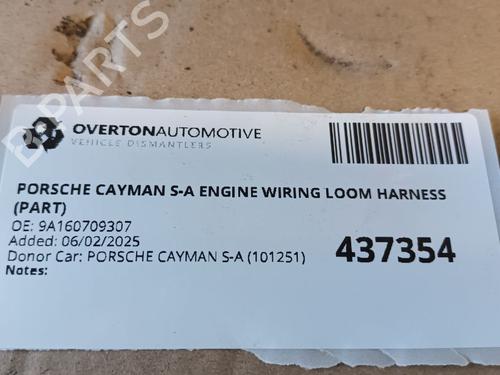 B-PARTS
OVERTONAUTOMOTIVE
VEHICLE DISMANTLERS
PORSCHE CAYMAN S-A ENGINE WIRING LOOM HARNESS
(PART)
OE: 9A160709307
Added: 06/02/2025
Donor Car: PORSCHE CAYMAN S-A (101251)
Notes:
437354